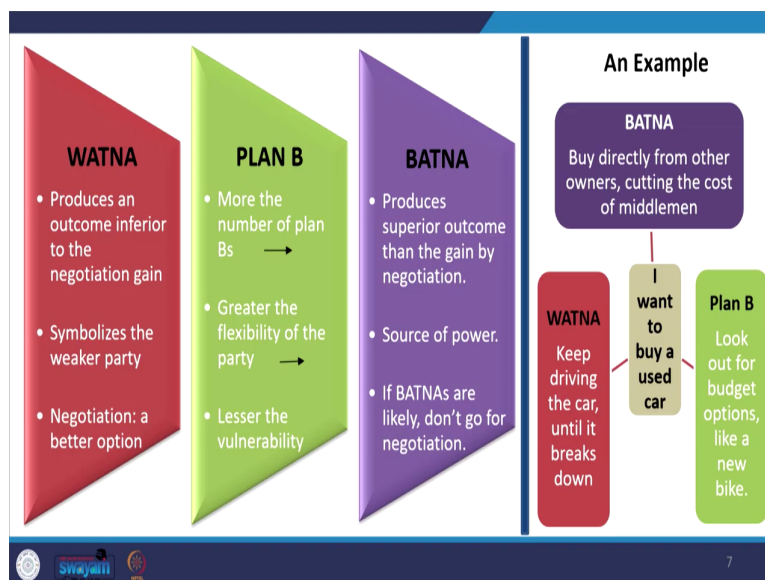 WATNA
• Produces an
outcome inferior
to the
negotiation gain
• Symbolizes the
weaker party
• Negotiation: a
better option
PLAN B
• More the
number of plan
Bs →
• Greater the
flexibility of the
party →
• Lesser the
vulnerability
BATNA
• Produces
superior outcome
than the gain by
negotiation.
• Source of power.
• If BATNAs are
likely, don't go for
negotiation.
An Example
BATNA
Buy directly from other
owners, cutting the cost
of middlemen
WATNA
Keep
driving
the car,
until it
breaks
down
I
want
to
buy a
used
car
Plan B
Look
out for
budget
options,
like a
new
bike.
swayam
7